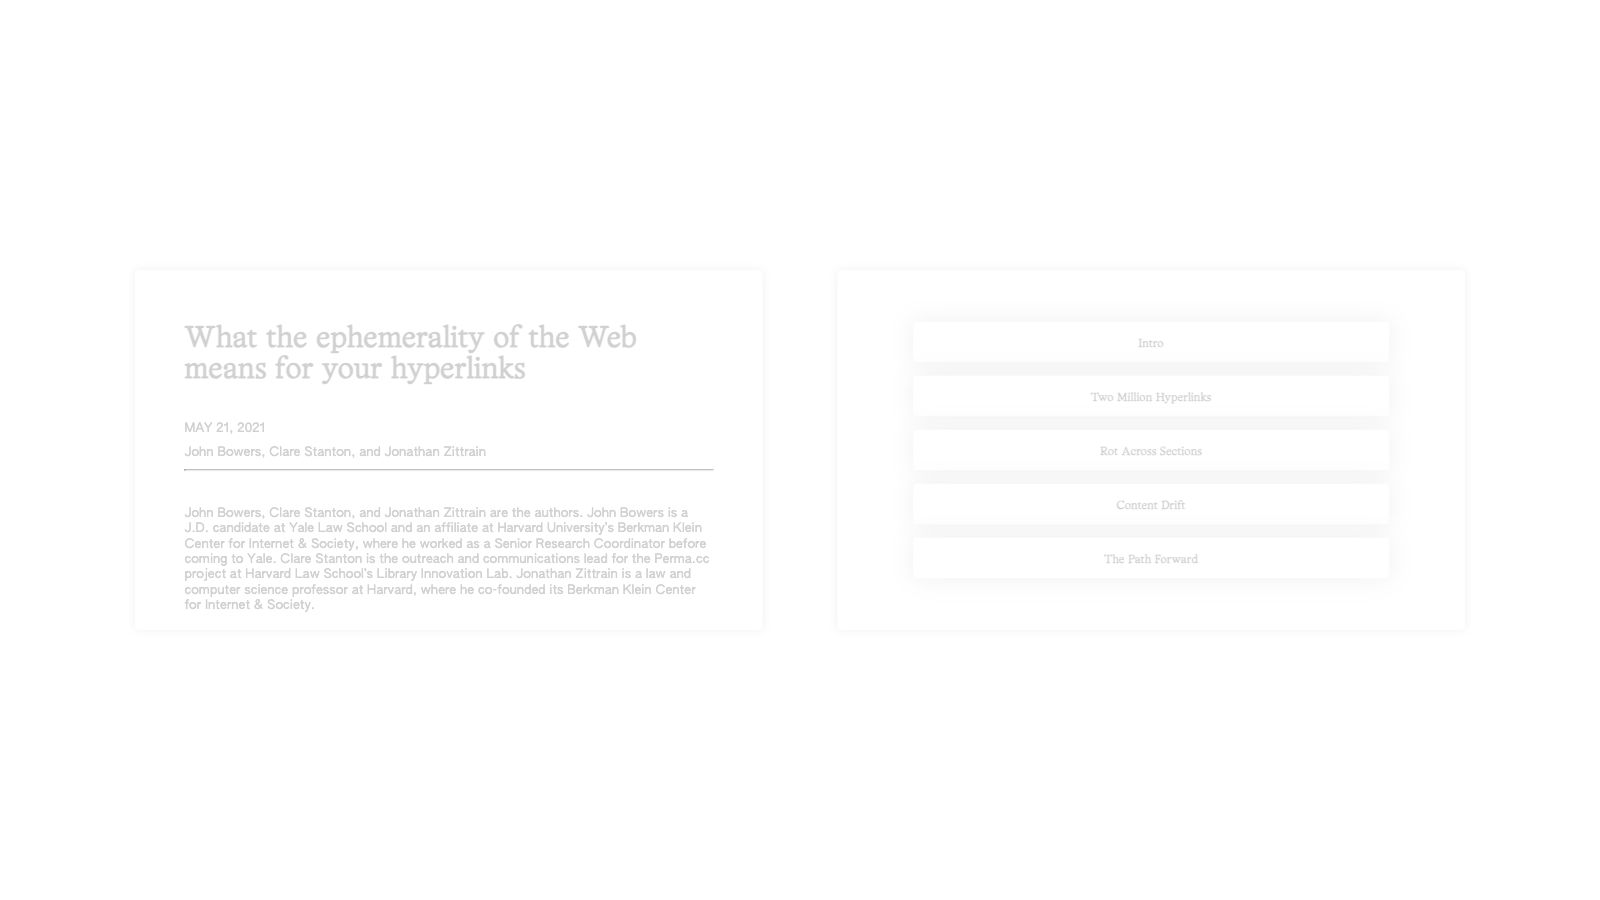 What the ephemerality of the Web
means for your hyperlinks
MAY 21, 2021
John Bowers, Clare Stanton, and Jonathan Zittrain
John Bowers, Clare Stanton, and Jonathan Zittrain are the authors. John Bowers is a
J.D. candidate at Yale Law School and an affiliate at Harvard University's Berkman Klein
Center for Internet & Society, where he worked as a Senior Research Coordinator before
coming to Yale. Clare Stanton is the outreach and communications lead for the Perma.cc
project at Harvard Law School's Library Innovation Lab. Jonathan Zittrain is a law and
computer science professor at Harvard, where he co-founded its Berkman Klein Center
for Internet & Society.
Intro
Two Million Hyperlinks
Rot Across Sections
Content Drift
The Path Forward